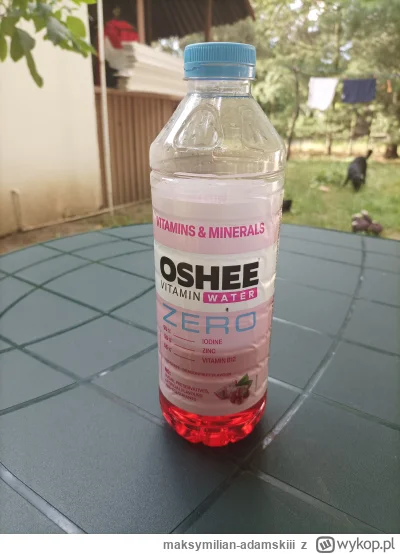 VITAMINS & MINERALS
OSHEE
VITAMIN WATER
ZERO
IODINE
ZINC
VITAMIN B12
maksymilian-adamskiii z wykop.pl